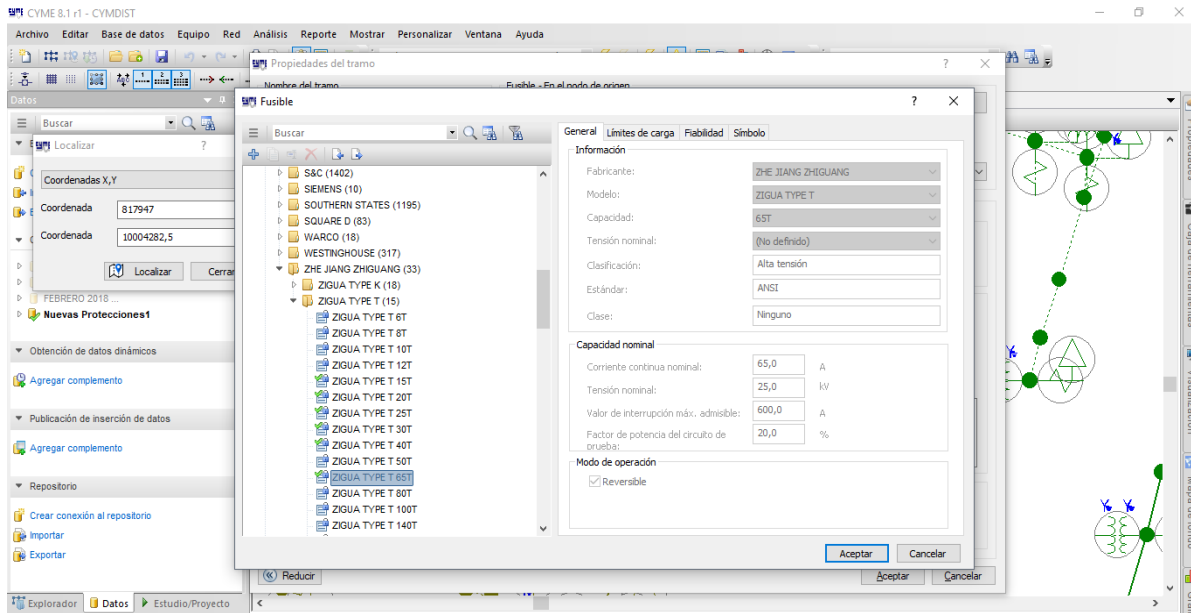 CYME 8.1 r1 - CYMDIST
Archivo Editar Base de datos Equipo Red Análisis Reporte Mostrar Personalizar Ventana Ayuda
Datos
Buscar
Localizar ?
Coordenadas X,Y
Coordenada 817947
Coordenada 10004282,5
Localizar Cerrar
FEBRERO 2018 ...
Nuevas Protecciones1
Obtención de datos dinámicos
Agregar complemento
Publicación de inserción de datos
Agregar complemento
Repositorio
Crear conexión al repositorio
Importar
Exportar
Explorador Datos Estudio/Proyecto
Propiedades del tramo ?
Nombre del tramo Fusible - En el nodo de origen
Fusible ?
Buscar
S&C (1402)
SIEMENS (10)
SOUTHERN STATES (1195)
SQUARE D (83)
WARCO (18)
WESTINGHOUSE (317)
ZHE JIANG ZHIGUANG (33)
ZIGUA TYPE K (18)
ZIGUA TYPE T (15)
ZIGUA TYPE T 6T
ZIGUA TYPE T 8T
ZIGUA TYPE T 10T
ZIGUA TYPE T 12T
ZIGUA TYPE T 15T
ZIGUA TYPE T 20T
ZIGUA TYPE T 25T
ZIGUA TYPE T 30T
ZIGUA TYPE T 40T
ZIGUA TYPE T 50T
ZIGUA TYPE T 65T
ZIGUA TYPE T 80T
ZIGUA TYPE T 100T
ZIGUA TYPE T 140T
General Límites de carga Fiabilidad Símbolo
Información
Fabricante: ZHE JIANG ZHIGUANG
Modelo: ZIGUA TYPE T
Capacidad: 65T
Tensión nominal: (No definido)
Clasificación: Alta tensión
Estándar: ANSI
Clase: Ninguno
Capacidad nominal
Corriente continua nominal: 65,0 A
Tensión nominal: 25,0 kV
Valor de interrupción máx. admisible: 600,0 A
Factor de potencia del circuito de prueba: 20,0 %
Modo de operación
Reversible
Aceptar Cancelar
Reducir Aceptar Cancelar